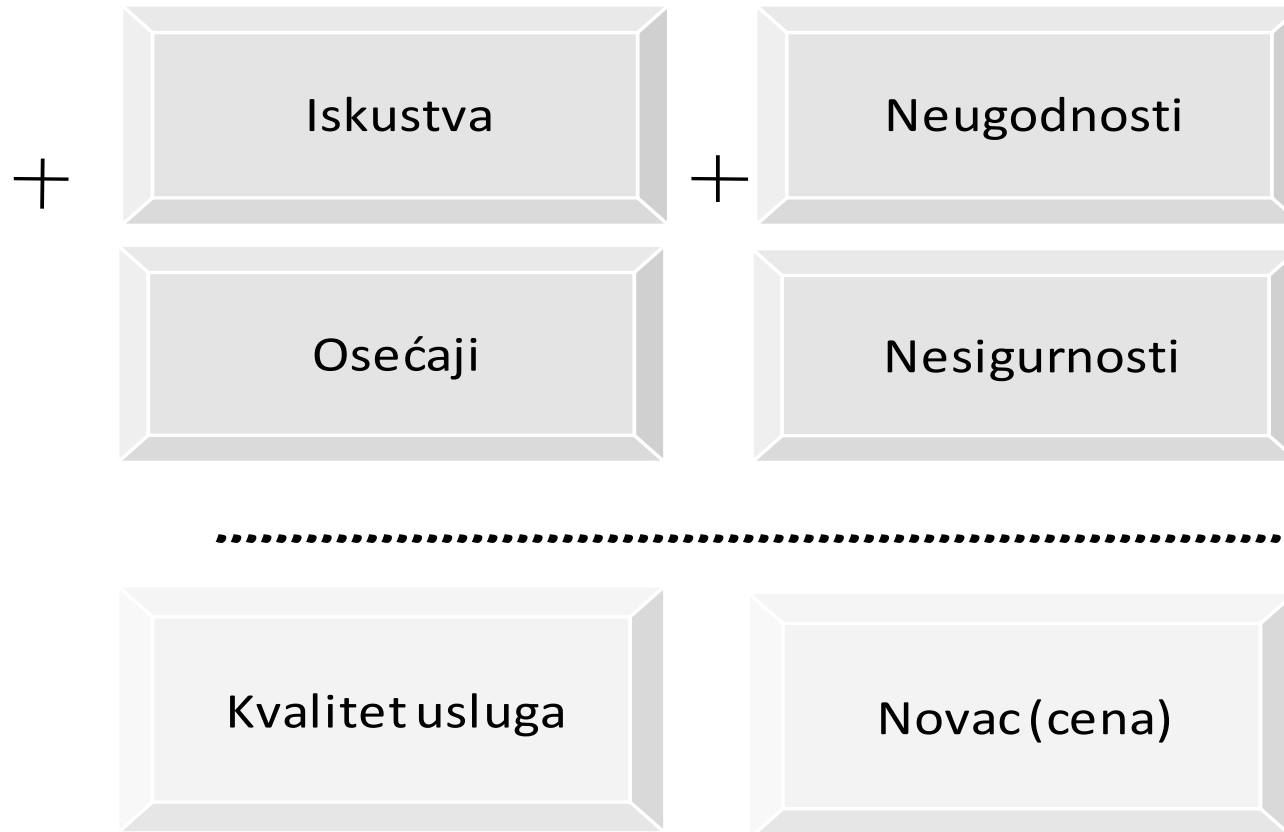 Iskustva
Neugodnosti
+
+
Osećaji
Nesigurnosti
Kvalitet usluga
Novac (cena)